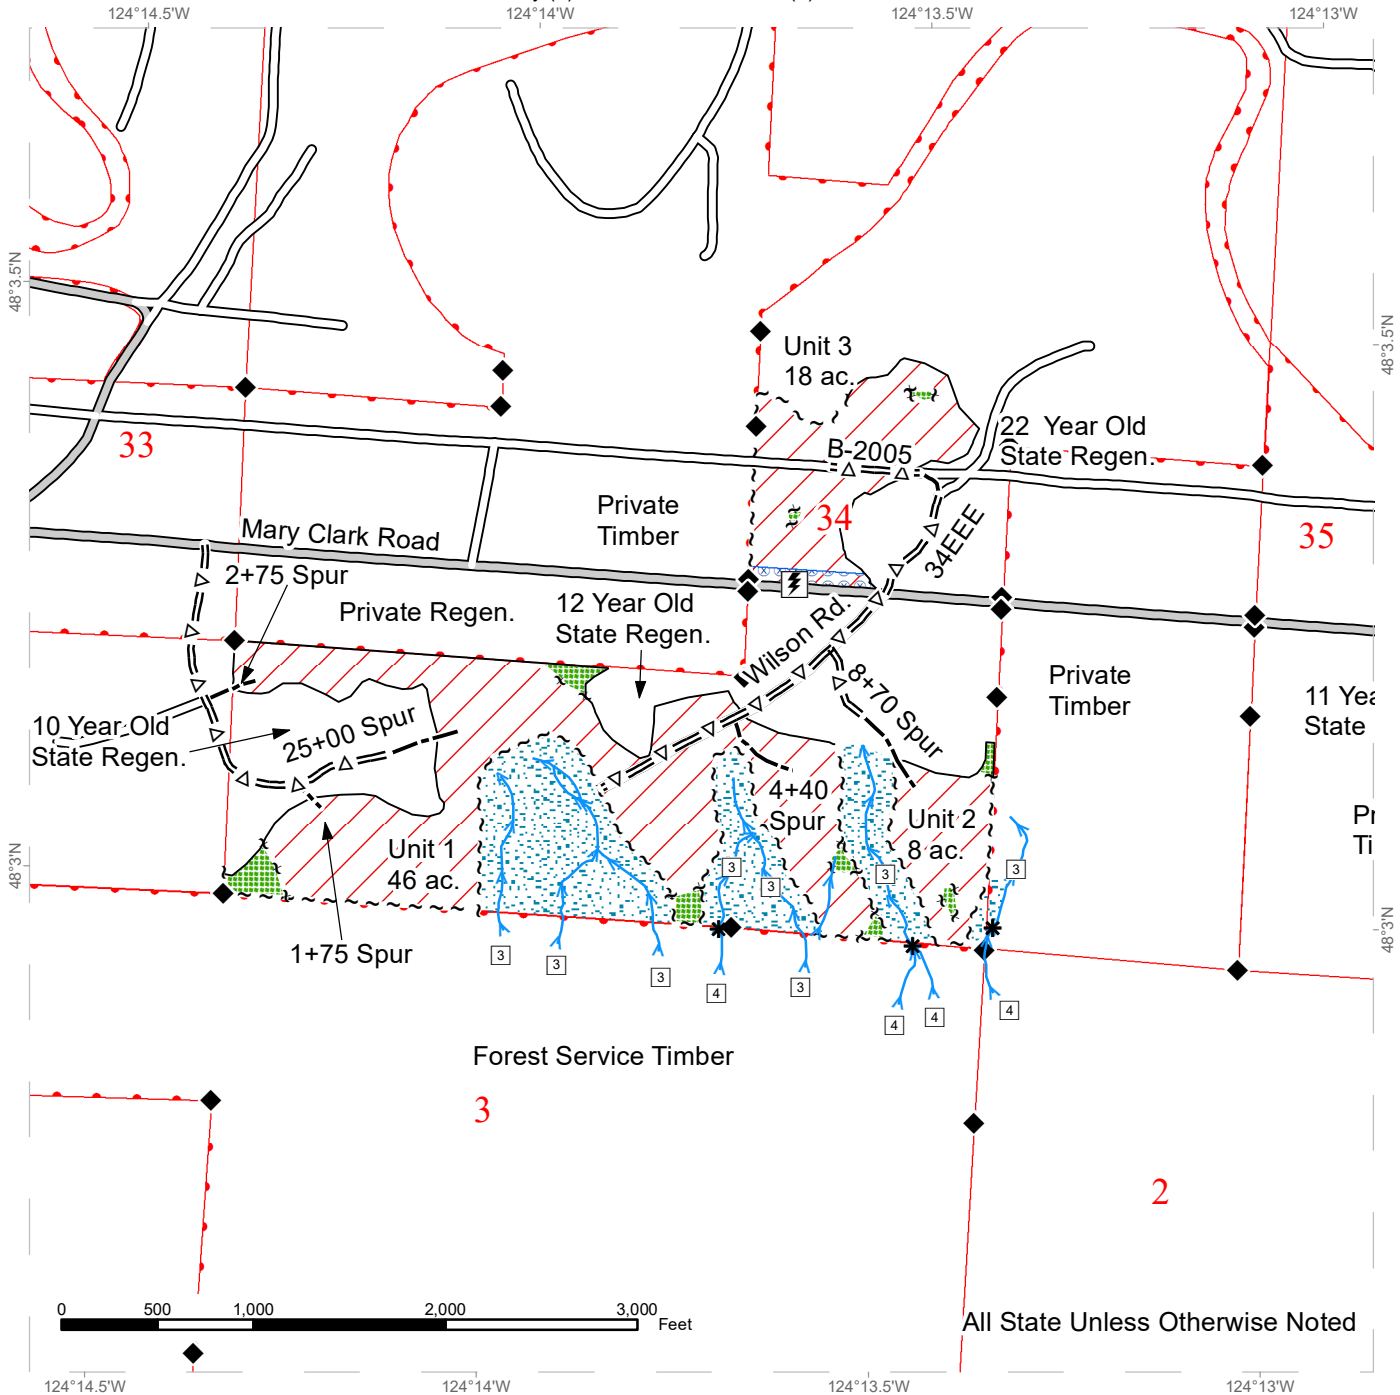 124°14.5'W
124°14'W
124°13.5'W
124°13'W
48°3.5'N
48°3.5'N
Unit 3
18 ac.
B-2005
22 Year Old
State Regen.
33
34
35
Private
Timber
Mary Clark Road
34EEE
2+75 Spur
Private Regen.
12 Year Old
State Regen.
Wilson Rd.
8+70 Spur
Private
Timber
11 Yea
State
10 Year Old
State Regen.
25+00 Spur
4+40
Spur
Unit 2
8 ac.
Unit 1
46 ac.
Pr
Ti
48°3'N
48°3'N
3
3
3
3
1+75 Spur
3
3
3
4
3
4
4
4
Forest Service Timber
3
2
0
500
1,000
2,000
3,000
Feet
All State Unless Otherwise Noted
124°14.5'W
124°14'W
124°13.5'W
124°13'W